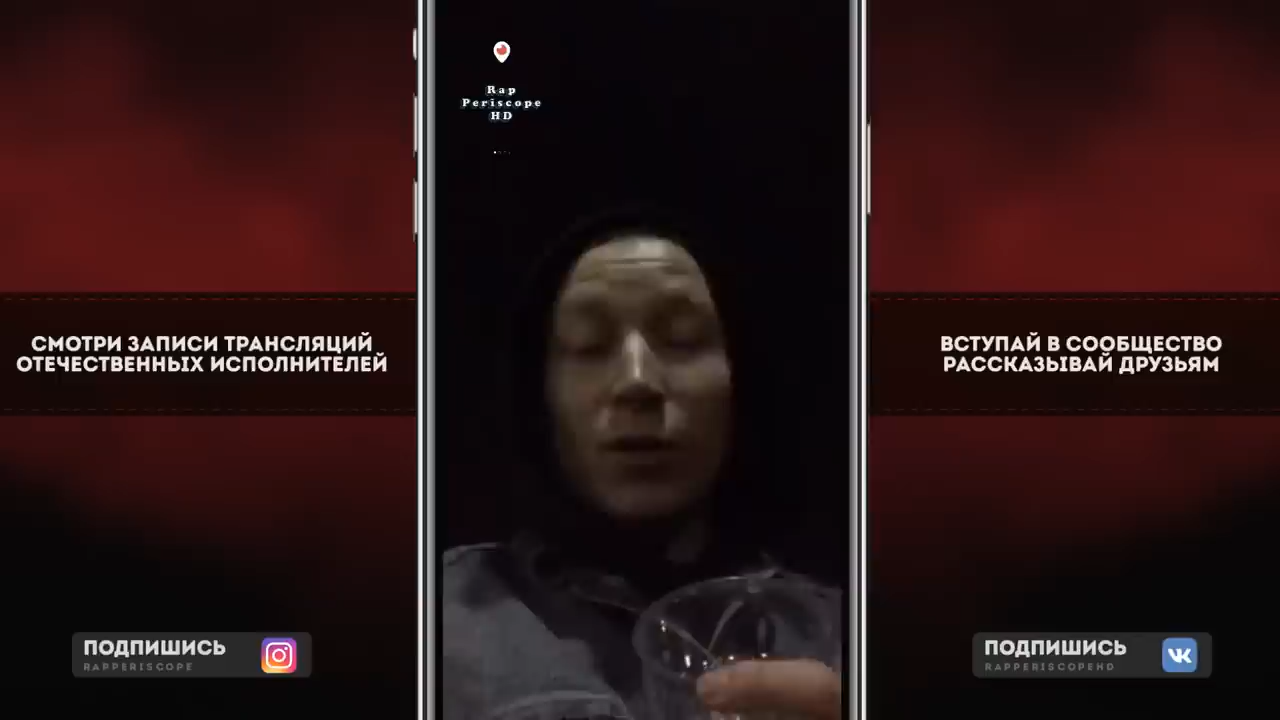 Rap
Periscope
HD
СМОТРИ ЗАПИСИ ТРАНСЛЯЦИЙ
ОТЕЧЕСТВЕННЫХ ИСПОЛНИТЕЛЕЙ
ВСТУПАЙ В СООБЩЕСТВО
РАССКАЗЫВАЙ ДРУЗЬЯМ
ПОДПИШИСЬ
RAPPERISCOPE
ПОДПИШИСЬ
RAPPERISCOPEHD